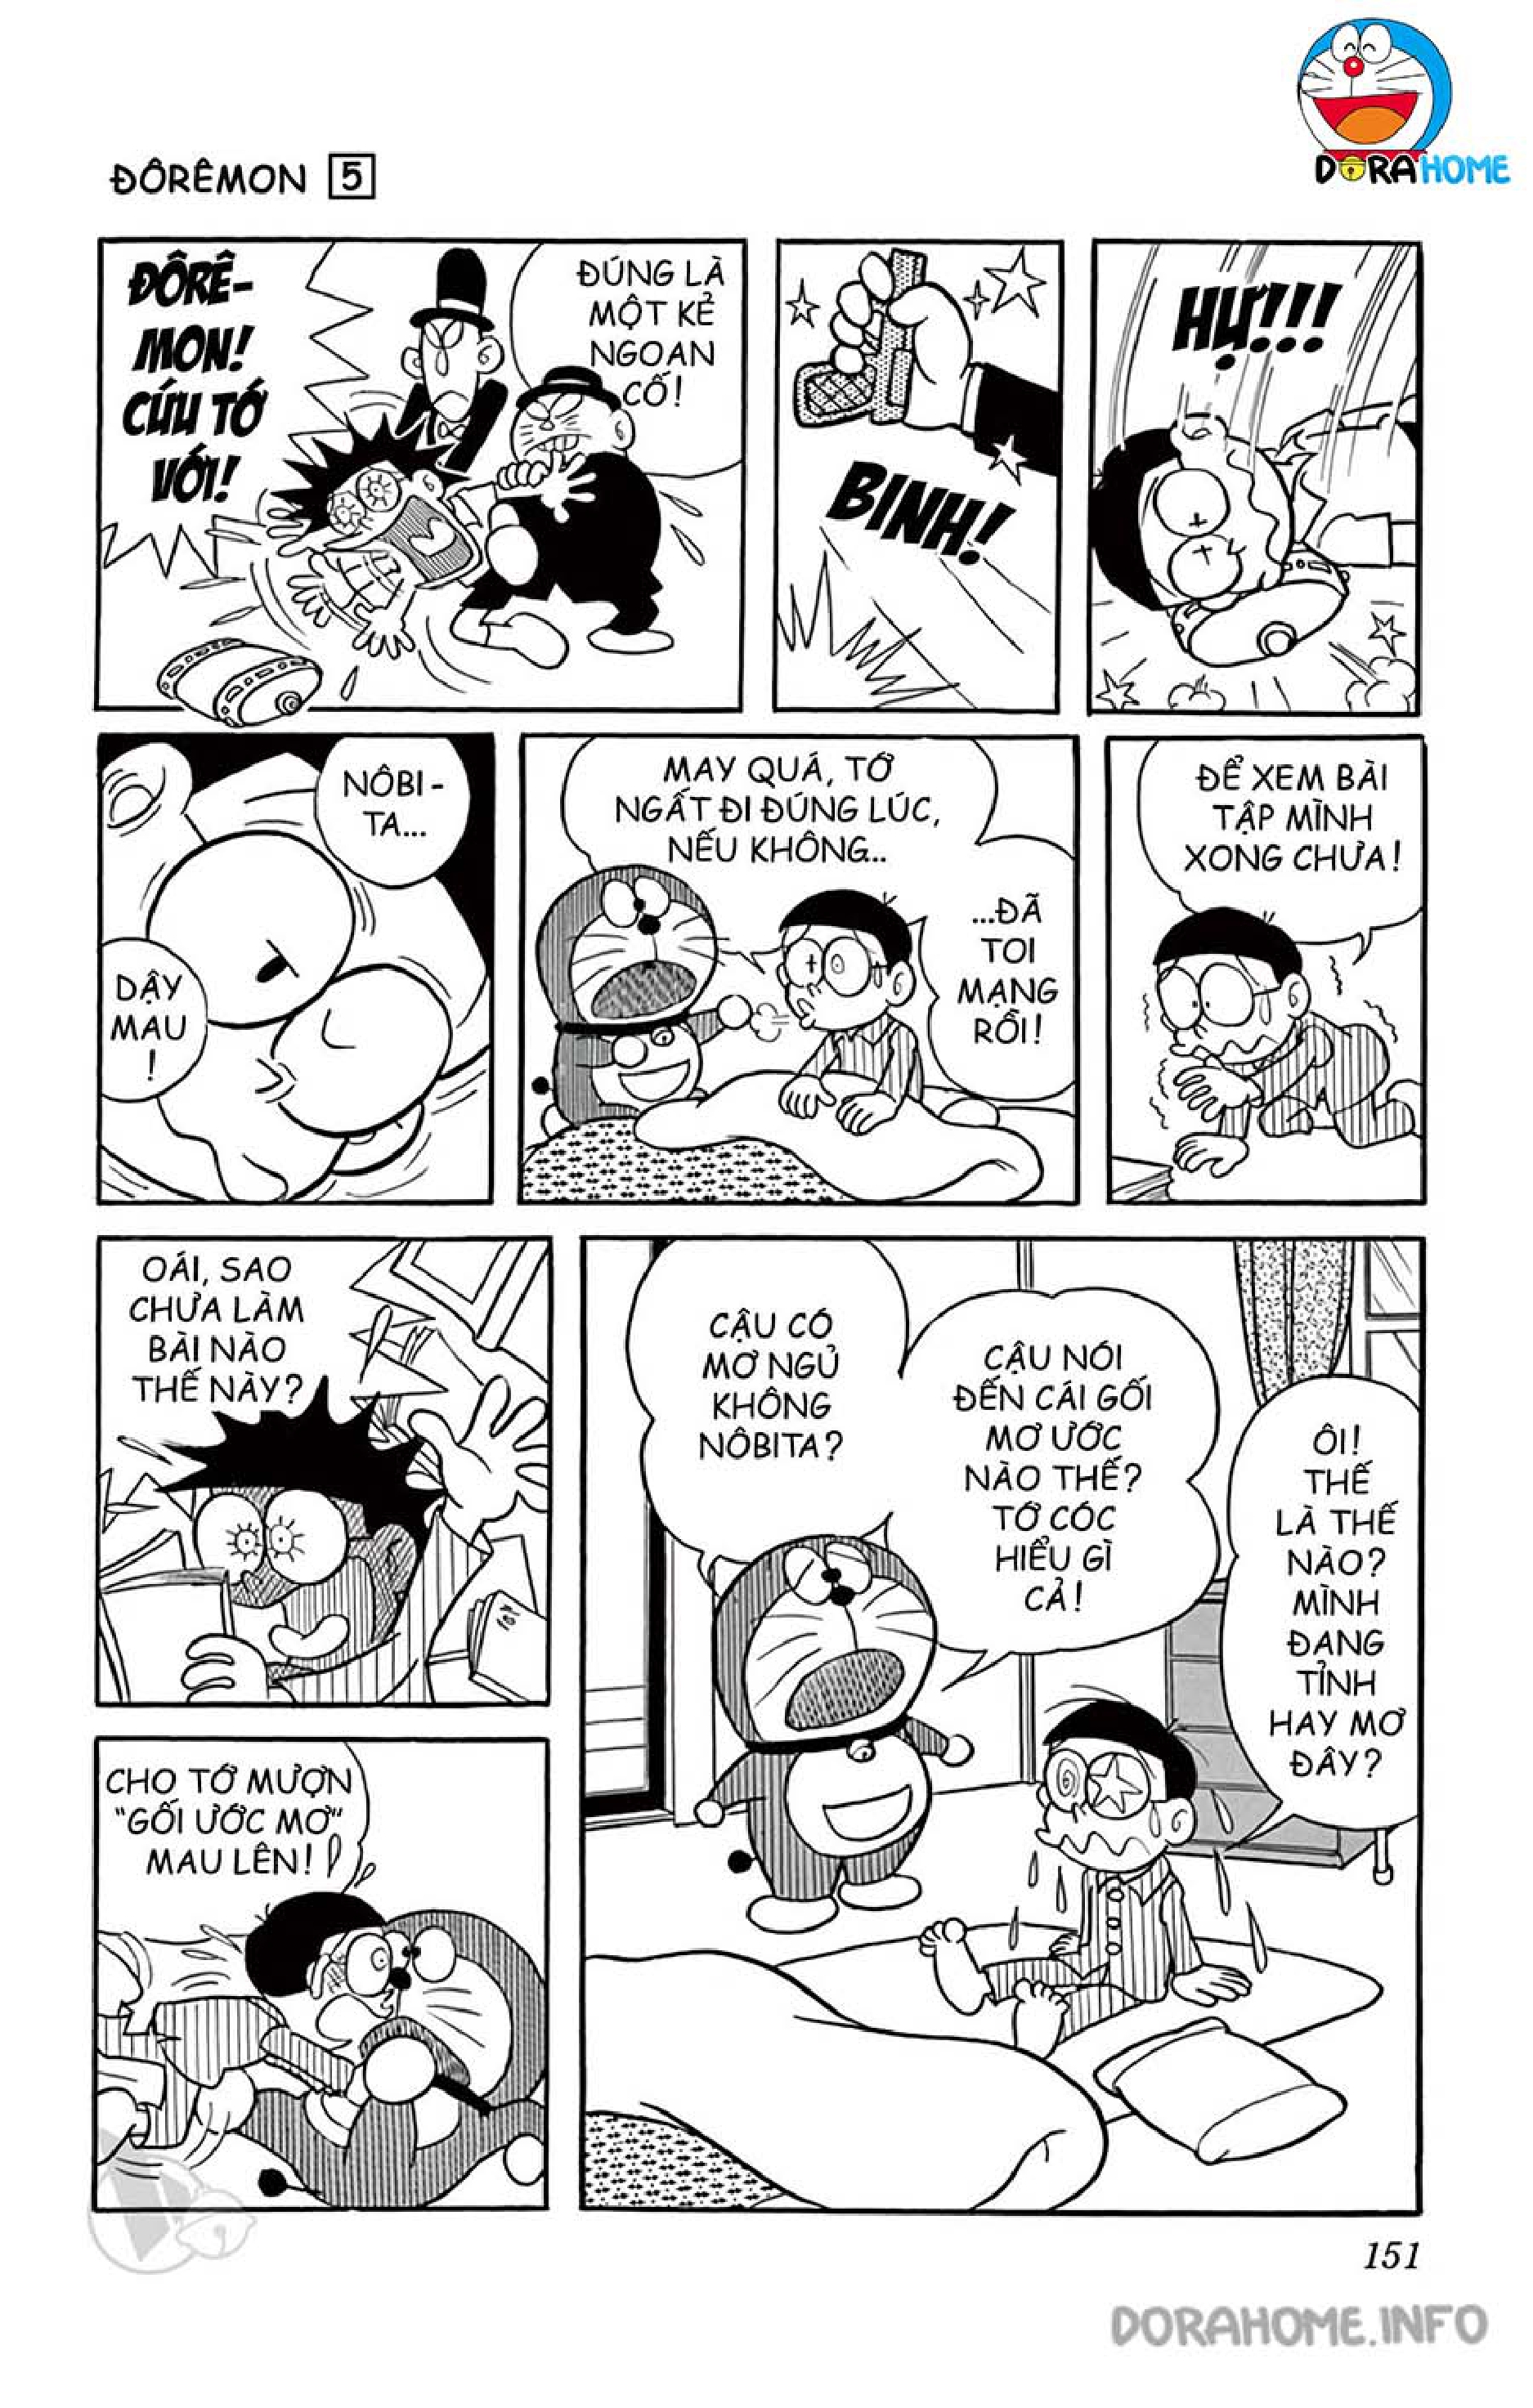 DORAHOME
ĐÔRÊMON 5
ĐÔRÊ-
MON!
CỨU TỚ
VỚI!
ĐÚNG LÀ
MỘT KẺ
NGOAN
CỐ!
BINH!
HỰ!!!
NÔBI-
TA...
DẬY
MAU
!
MAY QUÁ, TỚ
NGẤT ĐI ĐÚNG LÚC,
NẾU KHÔNG...
...ĐÃ
TOI
MẠNG
RỒI!
ĐỂ XEM BÀI
TẬP MÌNH
XONG CHƯA!
OÁI, SAO
CHƯA LÀM
BÀI NÀO
THẾ NÀY?
CHO TỚ MƯỢN
“GỐI ƯỚC MƠ”
MAU LÊN!
CẬU CÓ
MƠ NGỦ
KHÔNG
NÔBITA?
CẬU NÓI
ĐẾN CÁI GỐI
MƠ ƯỚC
NÀO THẾ?
TỚ CÓC
HIỂU GÌ
CẢ!
ÔI!
THẾ
LÀ THẾ
NÀO?
MÌNH
ĐANG
TỈNH
HAY MƠ
ĐÂY?
151
DORAHOME.INFO